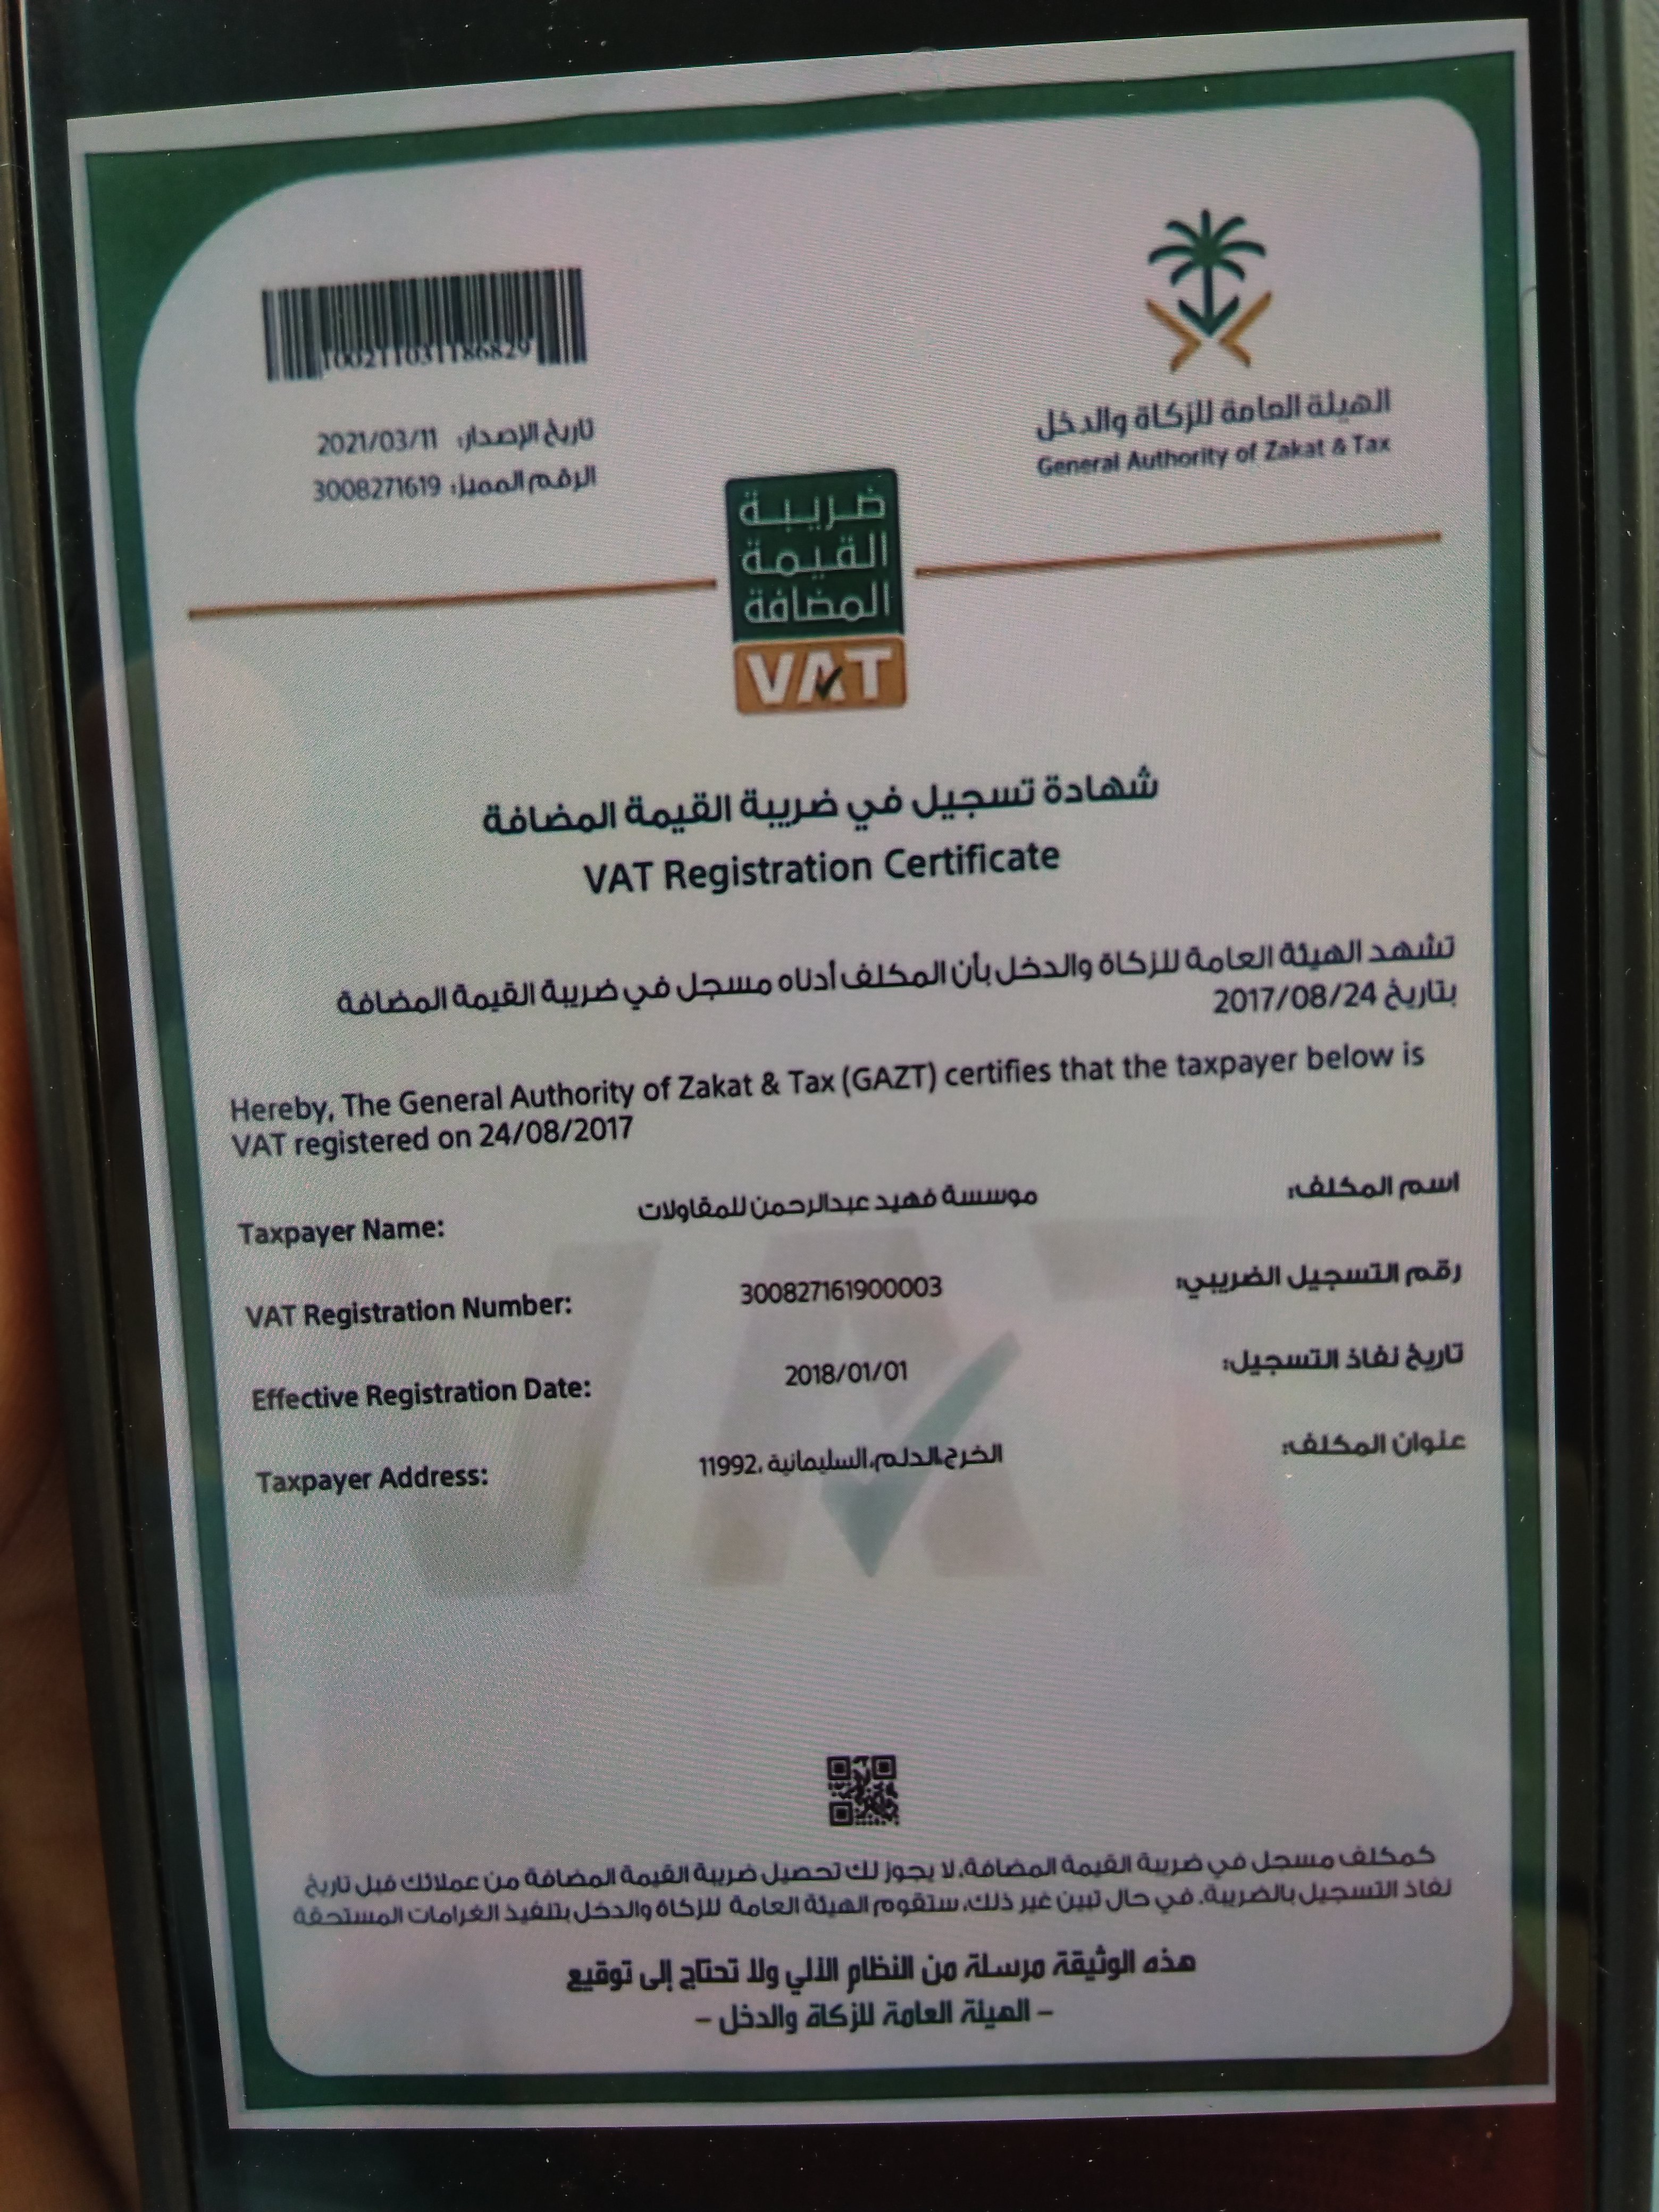 الهيئة العامة للزكاة والدخل
General Authority of Zakat & Tax
100211031186829
تاريخ الإصدار: 2021/03/11
الرقم المميز: 3008271619
ضريبة
القيمة
المضافة
VAT
شهادة تسجيل في ضريبة القيمة المضافة
VAT Registration Certificate
تشهد الهيئة العامة للزكاة والدخل بأن المكلف أدناه مسجل في ضريبة القيمة المضافة
بتاريخ 2017/08/24
Hereby, The General Authority of Zakat & Tax (GAZT) certifies that the taxpayer below is
VAT registered on 24/08/2017
Taxpayer Name: موسسة فهيد عبدالرحمن للمقاولات اسم المكلف:
VAT Registration Number: 300827161900003 رقم التسجيل الضريبي:
Effective Registration Date: 2018/01/01 تاريخ نفاذ التسجيل:
Taxpayer Address: الخرج,الدلم,السليمانية ,11992 عنوان المكلف:
كمكلف مسجل في ضريبة القيمة المضافة، لا يجوز لك تحصيل ضريبة القيمة المضافة من عملائك قبل تاريخ
نفاذ التسجيل بالضريبة. في حال تبين غير ذلك، ستقوم الهيئة العامة للزكاة والدخل بتنفيذ الغرامات المستحقة
هذه الوثيقة مرسلة من النظام الآلي ولا تحتاج إلى توقيع
– الهيئة العامة للزكاة والدخل –